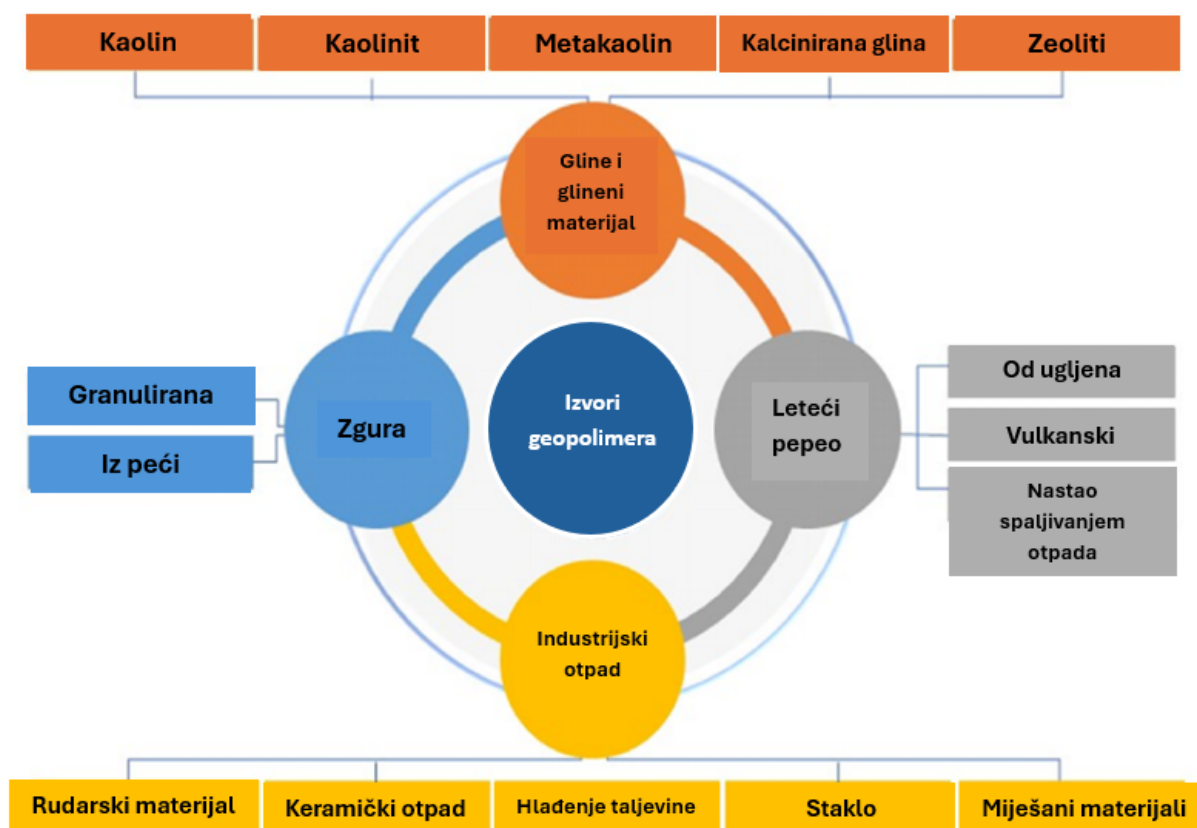 Kaolin
Kaolinit
Metakaolin
Kalcinirana glina
Zeoliti
Gline i
glineni
materijal
Granulirana
Iz peći
Zgura
Izvori
geopolimera
Leteći
pepeo
Od ugljena
Vulkanski
Nastao
spaljivanjem
otpada
Industrijski
otpad
Rudarski materijal
Keramički otpad
Hlađenje taljevine
Staklo
Miješani materijali